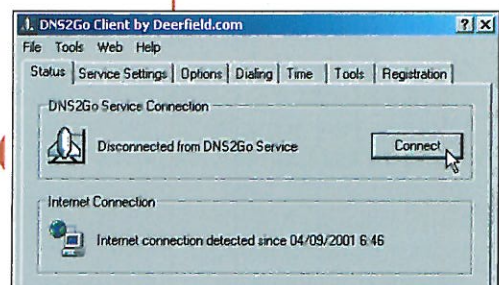 DNS2Go Client by Deerfield.com
File Tools Web Help
Status Service Settings Options Dialing Time Tools Registration
DNS2Go Service Connection
Disconnected from DNS2Go Service Connect
Internet Connection
Internet connection detected since 04/09/2001 6:46